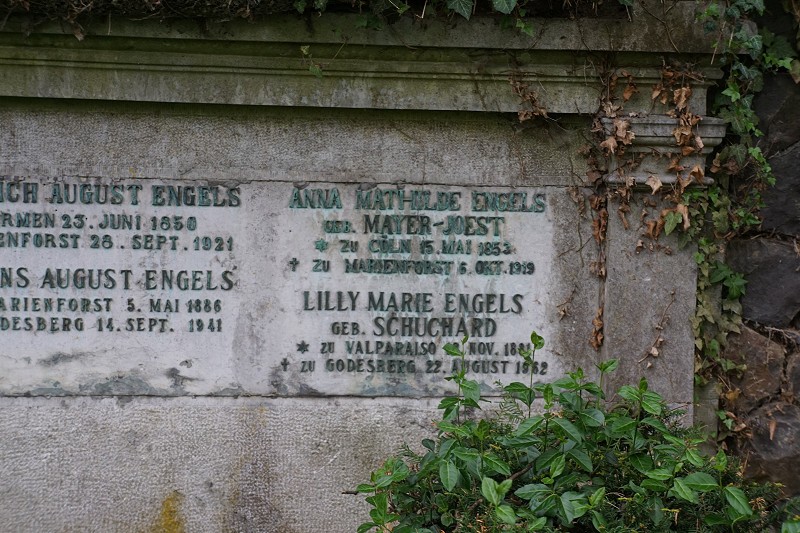 ICH AUGUST ENGELS
RMEN 23. JUNI 1850
ENFORST 28. SEPT. 1921
NS AUGUST ENGELS
ARIENFORST 5. MAI 1886
DESBERG 14. SEPT. 1941
ANNA MATHILDE ENGELS
GEB. MAYER-JOEST
* ZU CÖLN 15. MAI 1853
✝ ZU MARIENFORST 6. OKT. 1919
LILLY MARIE ENGELS
GEB. SCHUCHARD
* ZU VALPARAISO NOV.
✝ ZU GODESBERG 22. AUGUST 1962